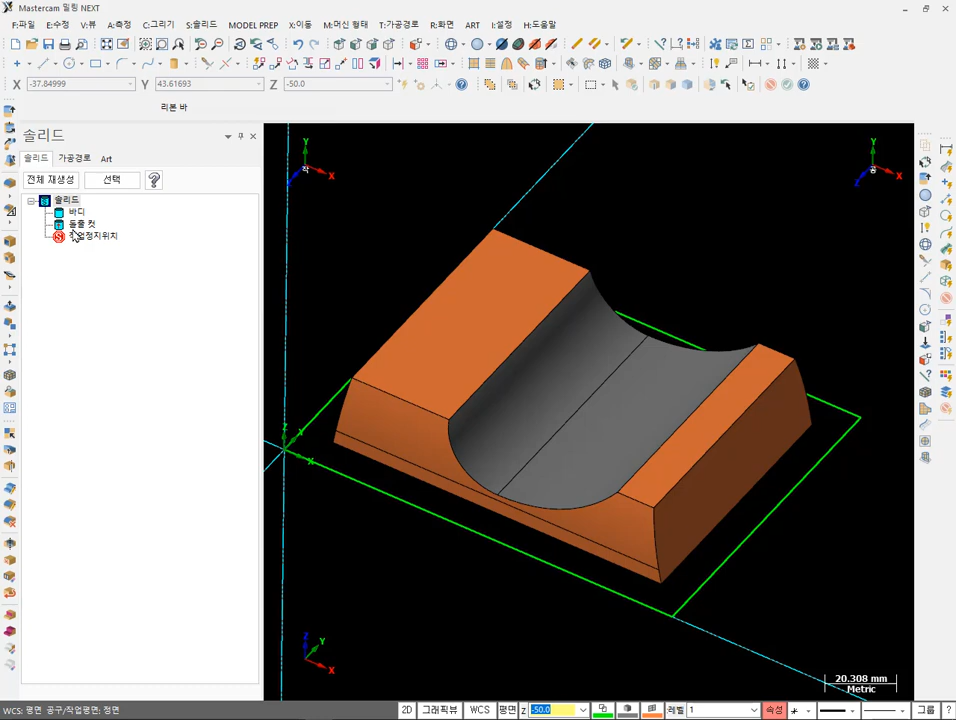 Mastercam 밀링 NEXT
F:파일 E:수정 V:뷰 A:측정 C:그리기 S:솔리드 MODEL PREP X:이동 M:머신 형태 T:가공경로 R:화면 ART I:설정 H:도움말
X -37.84999 Y 43.61693 Z -50.0
리본 바
솔리드
솔리드 가공경로 Art
전체 재생성 선택
솔리드
바디
돌출 컷
작업정지위치
Y
X
Y
X
Z
Z
Y
X
Z
Y
X
20.308 mm
Metric
WCS: 평면 공구/작업평면: 정면 2D 그래픽뷰 WCS 평면 Z -50.0 레벨 1 속성 그룹 ?